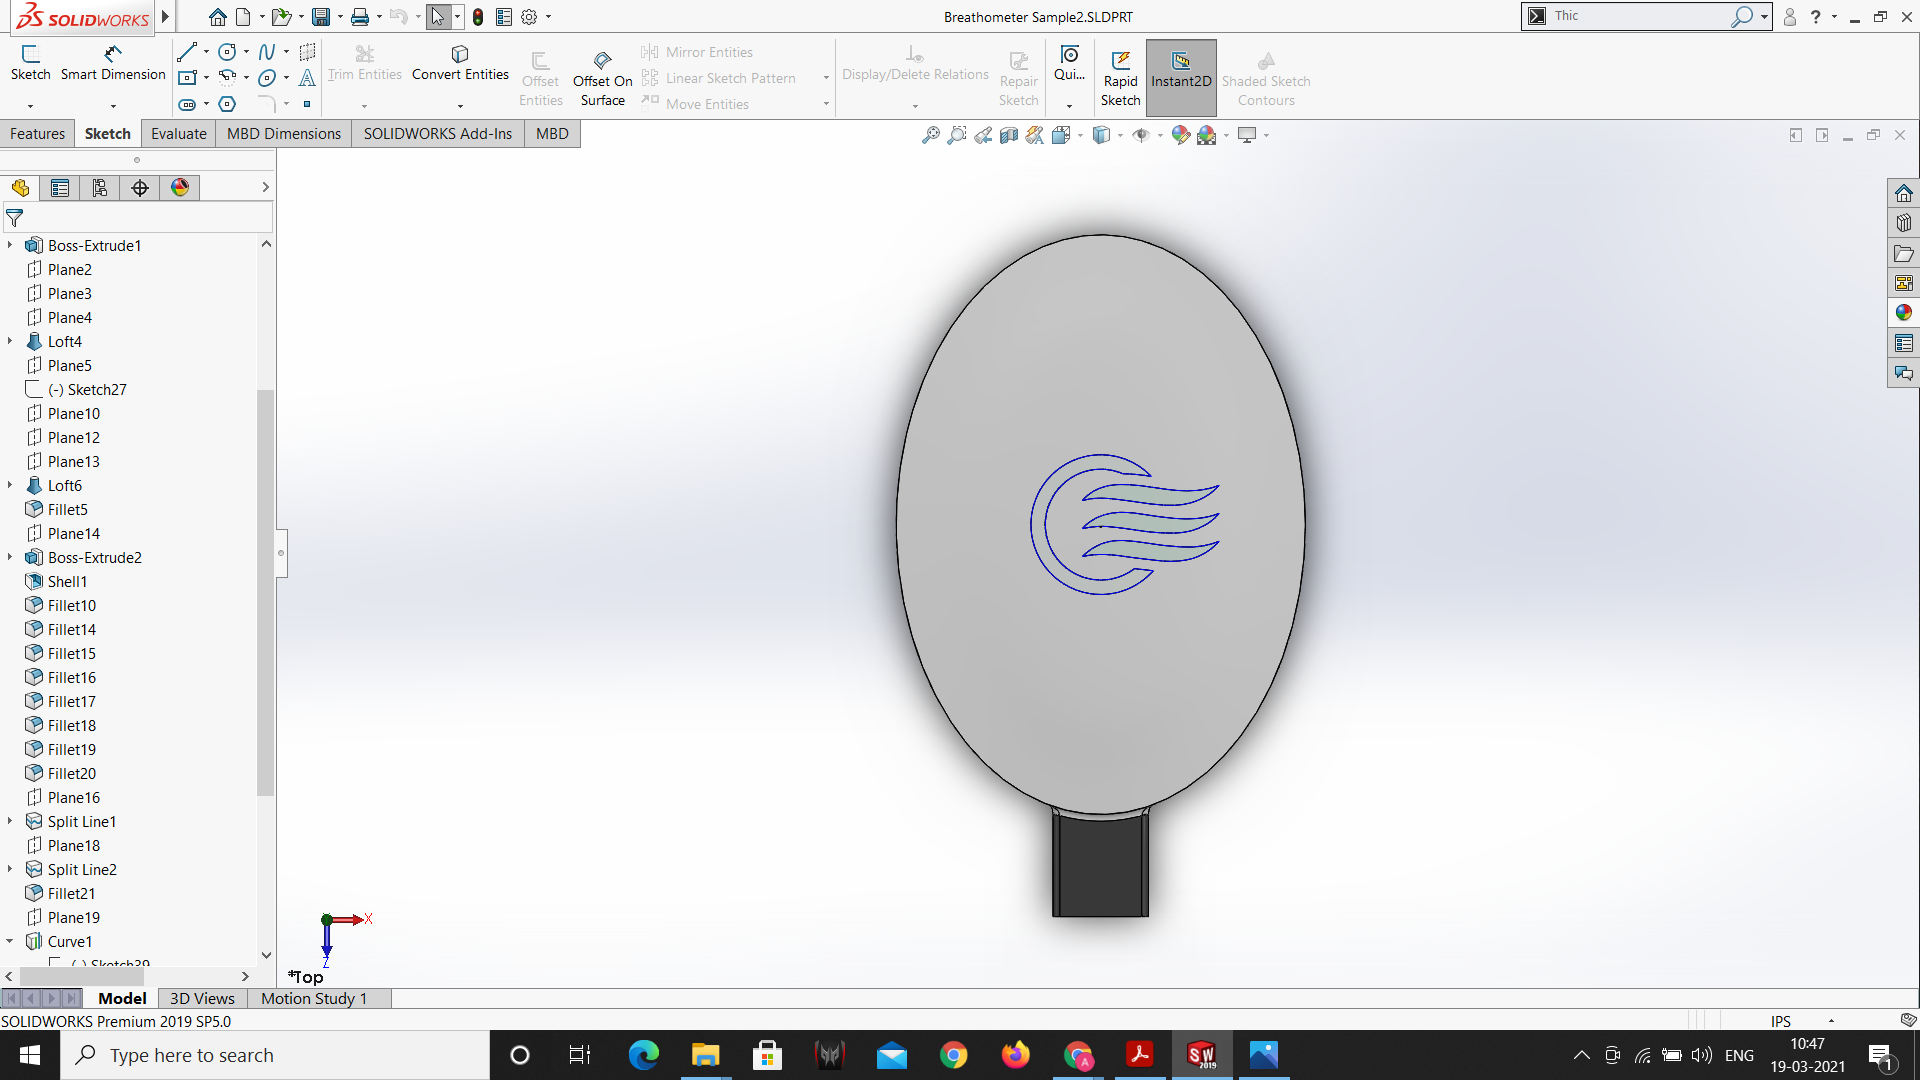 SOLIDWORKS
Breathometer Sample2.SLDPRT
Thic
Sketch
Smart Dimension
Trim Entities
Convert Entities
Offset Entities
Offset On Surface
Mirror Entities
Linear Sketch Pattern
Move Entities
Display/Delete Relations
Repair Sketch
Qui...
Rapid Sketch
Instant2D
Shaded Sketch Contours
Features
Sketch
Evaluate
MBD Dimensions
SOLIDWORKS Add-Ins
MBD
Boss-Extrude1
Plane2
Plane3
Plane4
Loft4
Plane5
(-) Sketch27
Plane10
Plane12
Plane13
Loft6
Fillet5
Plane14
Boss-Extrude2
Shell1
Fillet10
Fillet14
Fillet15
Fillet16
Fillet17
Fillet18
Fillet19
Fillet20
Plane16
Split Line1
Plane18
Split Line2
Fillet21
Plane19
Curve1
(-) Sketch39
X
Z
*Top
Model
3D Views
Motion Study 1
SOLIDWORKS Premium 2019 SP5.0
IPS
Type here to search
A
SW
2019
ENG
10:47
19-03-2021
1